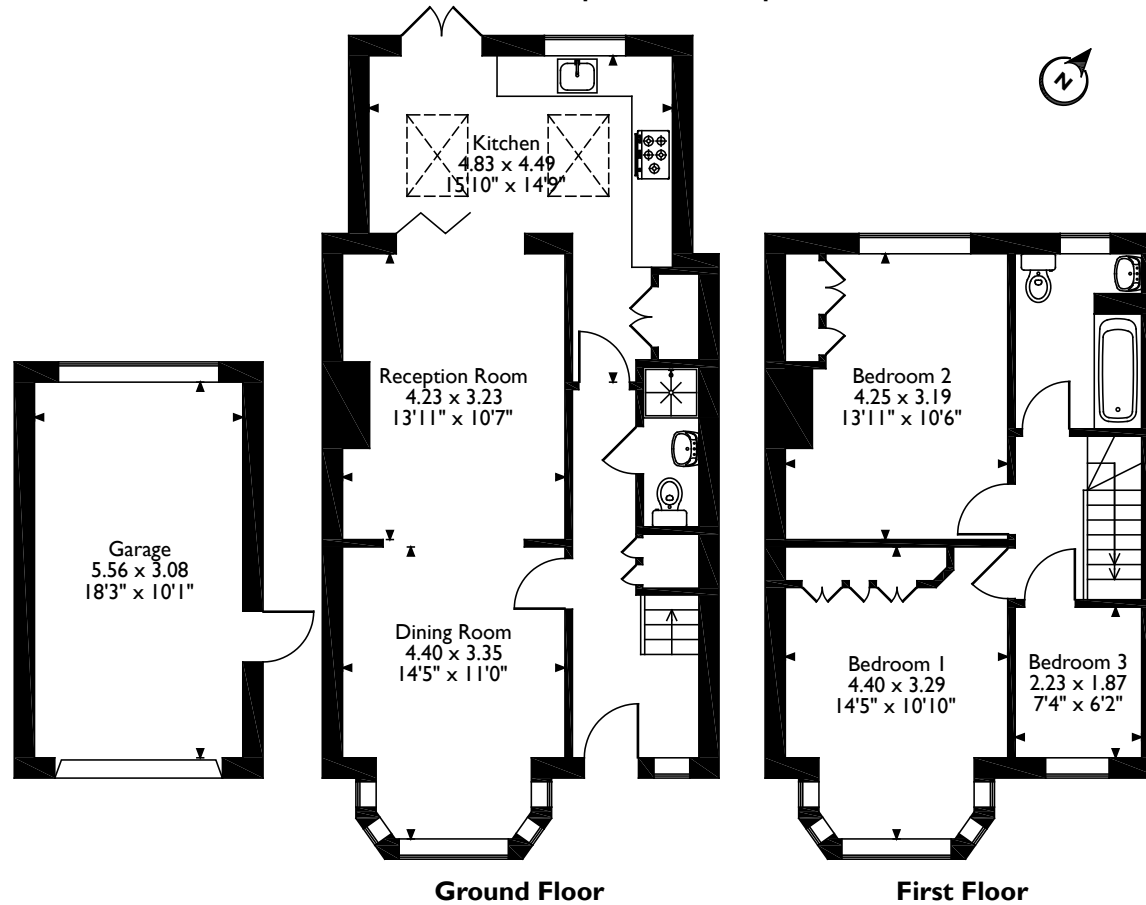 N
Kitchen
4.83 x 4.49
15'10" x 14'9"
Reception Room
4.23 x 3.23
13'11" x 10'7"
Bedroom 2
4.25 x 3.19
13'11" x 10'6"
Garage
5.56 x 3.08
18'3" x 10'1"
Dining Room
4.40 x 3.35
14'5" x 11'0"
Bedroom 1
4.40 x 3.29
14'5" x 10'10"
Bedroom 3
2.23 x 1.87
7'4" x 6'2"
Ground Floor
First Floor